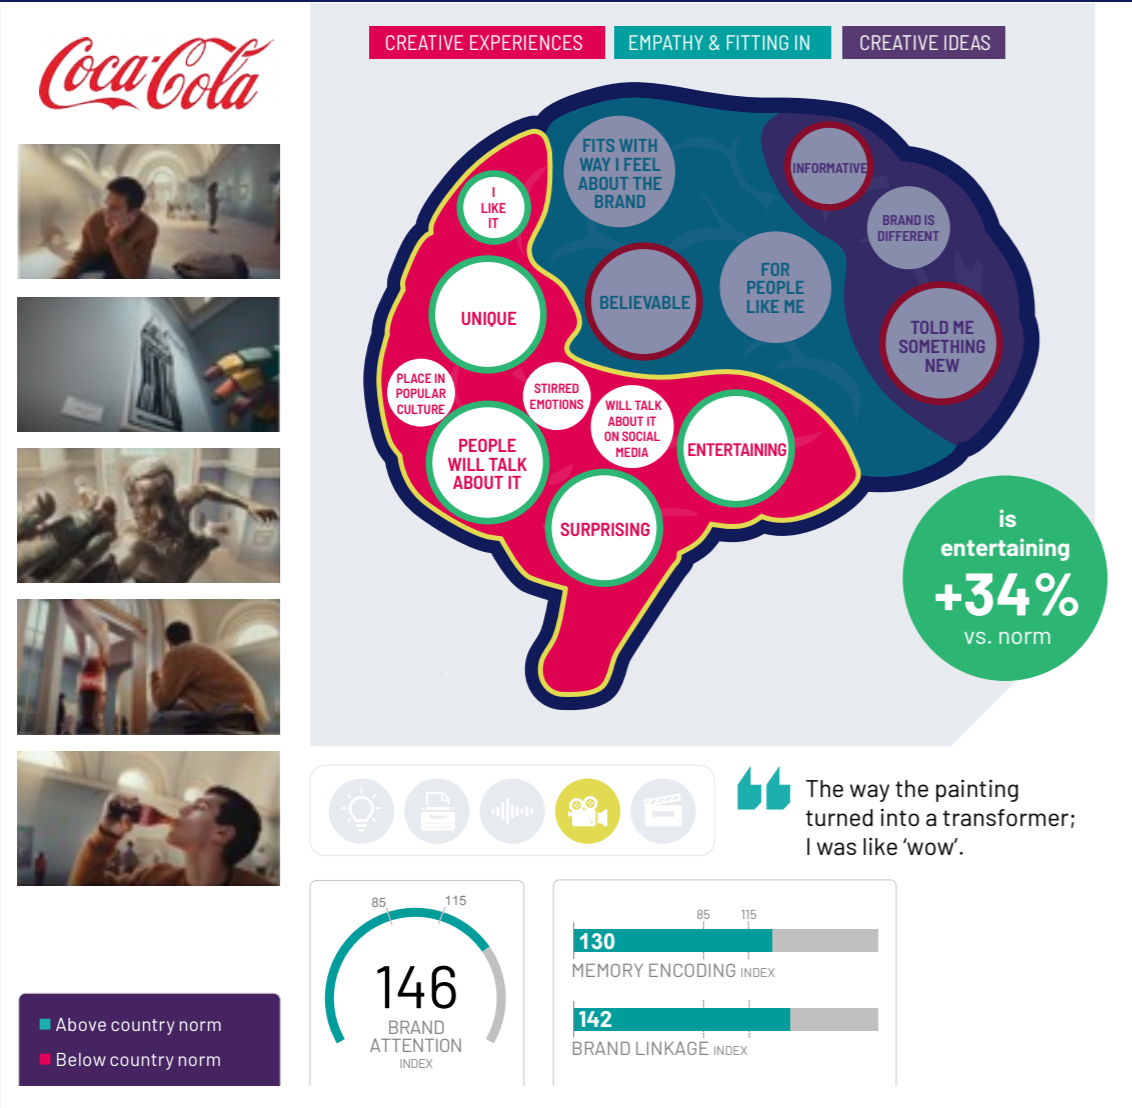 Coca-Cola
CREATIVE EXPERIENCES
EMPATHY & FITTING IN
CREATIVE IDEAS
I
LIKE
IT
FITS WITH
WAY I FEEL
ABOUT THE
BRAND
INFORMATIVE
BRAND IS
DIFFERENT
UNIQUE
BELIEVABLE
FOR
PEOPLE
LIKE ME
TOLD ME
SOMETHING
NEW
PLACE IN
POPULAR
CULTURE
STIRRED
EMOTIONS
WILL TALK
ABOUT IT
ON SOCIAL
MEDIA
PEOPLE
WILL TALK
ABOUT IT
ENTERTAINING
SURPRISING
is
entertaining
+34%
vs. norm
The way the painting
turned into a transformer;
I was like ‘wow’.
85
115
146
BRAND
ATTENTION
INDEX
85
115
130
MEMORY ENCODING INDEX
142
BRAND LINKAGE INDEX
Above country norm
Below country norm